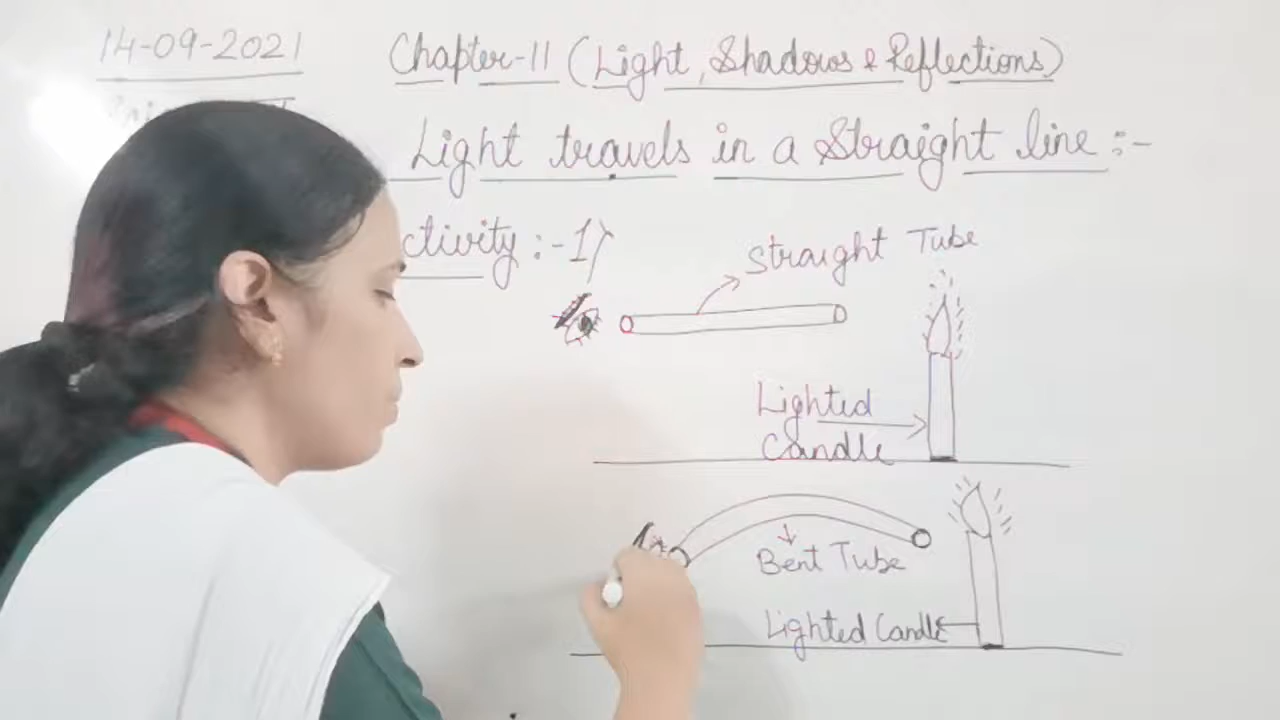 14-09-2021
Chapter-11 (Light, Shadows & Reflections)
Light travels in a Straight line :-
ctivity :- 1)
Straight Tube
Lighted
Candle
Bent Tube
Lighted Candle